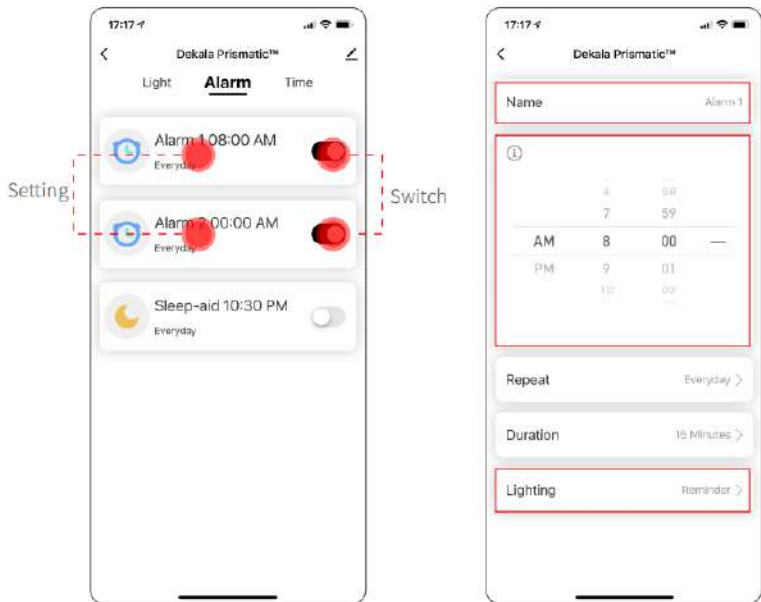 17:17
Dekala Prismatic™
Light Alarm Time
Alarm 1 08:00 AM
Everyday
Setting
Switch
Alarm 2 00:00 AM
Everyday
Sleep-aid 10:30 PM
Everyday
17:17
Dekala Prismatic™
Name Alarm 1
6 58
7 59
AM 8 00 —
PM 9 01
10 02
Repeat Everyday >
Duration 15 Minutes >
Lighting Reminder >